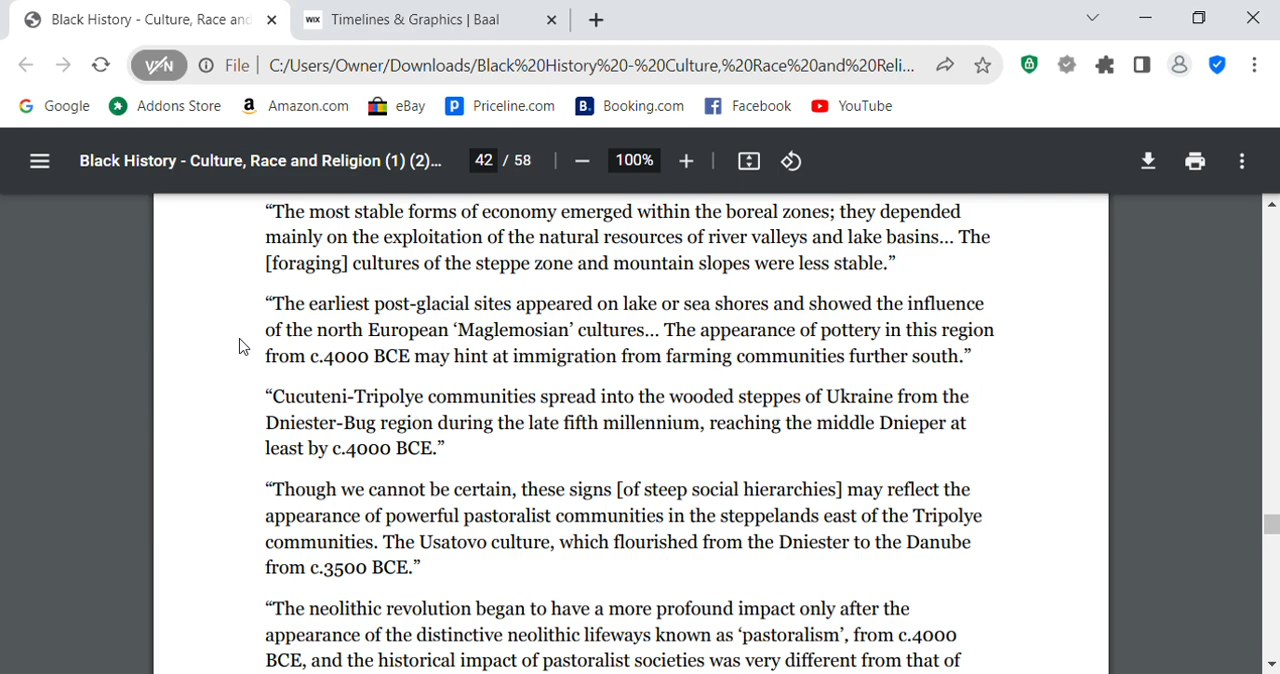 Black History - Culture, Race and
WIX Timelines & Graphics | Baal
VPN File C:/Users/Owner/Downloads/Black%20History%20-%20Culture,%20Race%20and%20Reli...
Google Addons Store Amazon.com eBay Priceline.com B. Booking.com Facebook YouTube
Black History - Culture, Race and Religion (1) (2)... 42 / 58 100%
“The most stable forms of economy emerged within the boreal zones; they depended
mainly on the exploitation of the natural resources of river valleys and lake basins... The
[foraging] cultures of the steppe zone and mountain slopes were less stable.”
“The earliest post-glacial sites appeared on lake or sea shores and showed the influence
of the north European ‘Maglemosian’ cultures... The appearance of pottery in this region
from c.4000 BCE may hint at immigration from farming communities further south.”
“Cucuteni-Tripolye communities spread into the wooded steppes of Ukraine from the
Dniester-Bug region during the late fifth millennium, reaching the middle Dnieper at
least by c.4000 BCE.”
“Though we cannot be certain, these signs [of steep social hierarchies] may reflect the
appearance of powerful pastoralist communities in the steppelands east of the Tripolye
communities. The Usatovo culture, which flourished from the Dniester to the Danube
from c.3500 BCE.”
“The neolithic revolution began to have a more profound impact only after the
appearance of the distinctive neolithic lifeways known as ‘pastoralism’, from c.4000
BCE, and the historical impact of pastoralist societies was very different from that of